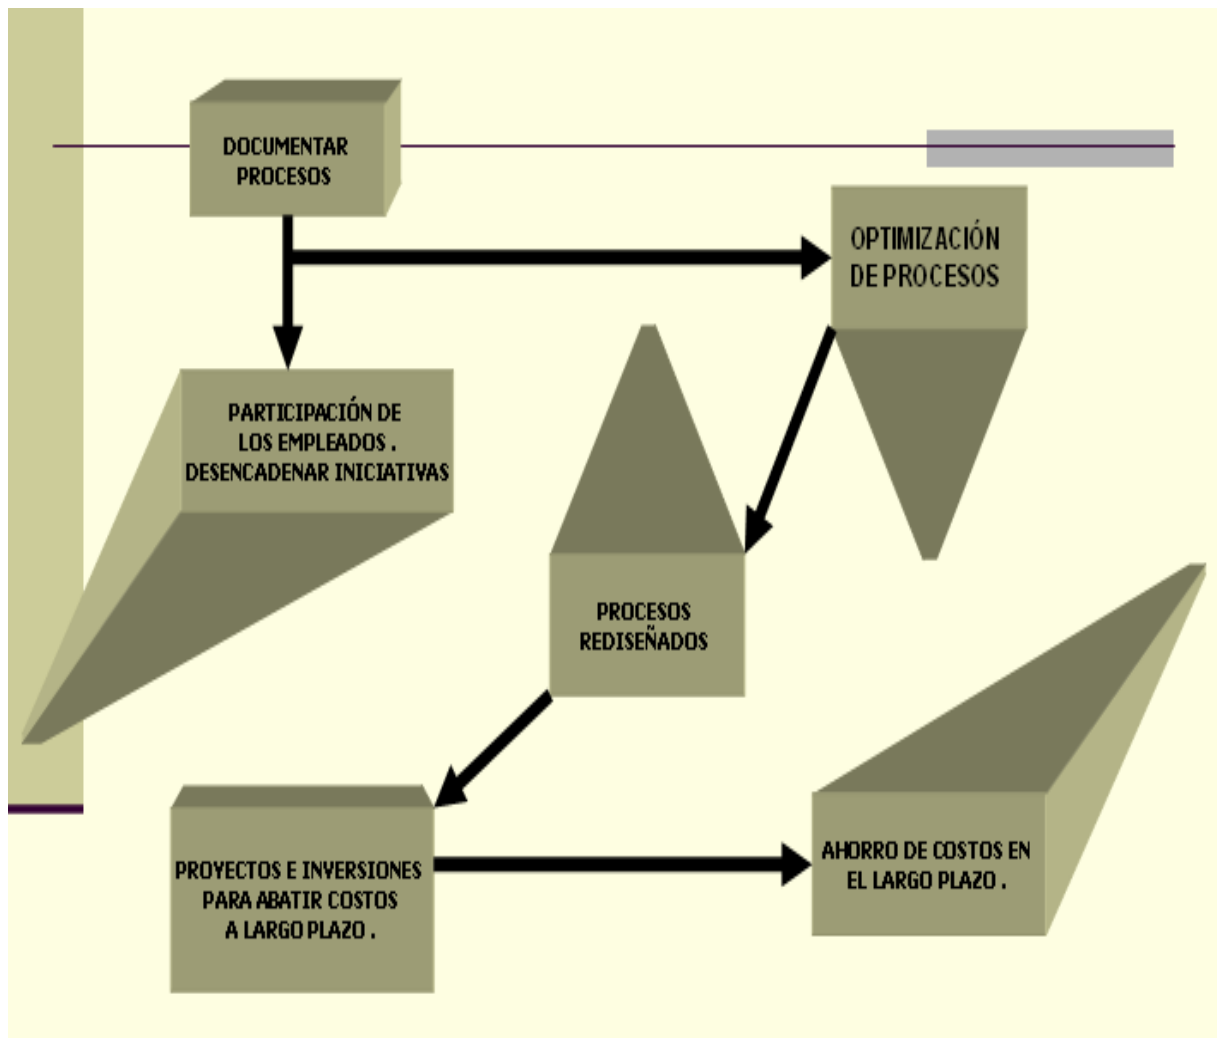 DOCUMENTAR
PROCESOS
OPTIMIZACIÓN
DE PROCESOS
PARTICIPACIÓN DE
LOS EMPLEADOS .
DESENCADENAR INICIATIVAS
PROCESOS
REDISEÑADOS
PROYECTOS E INVERSIONES
PARA ABATIR COSTOS
A LARGO PLAZO .
AHORRO DE COSTOS EN
EL LARGO PLAZO .